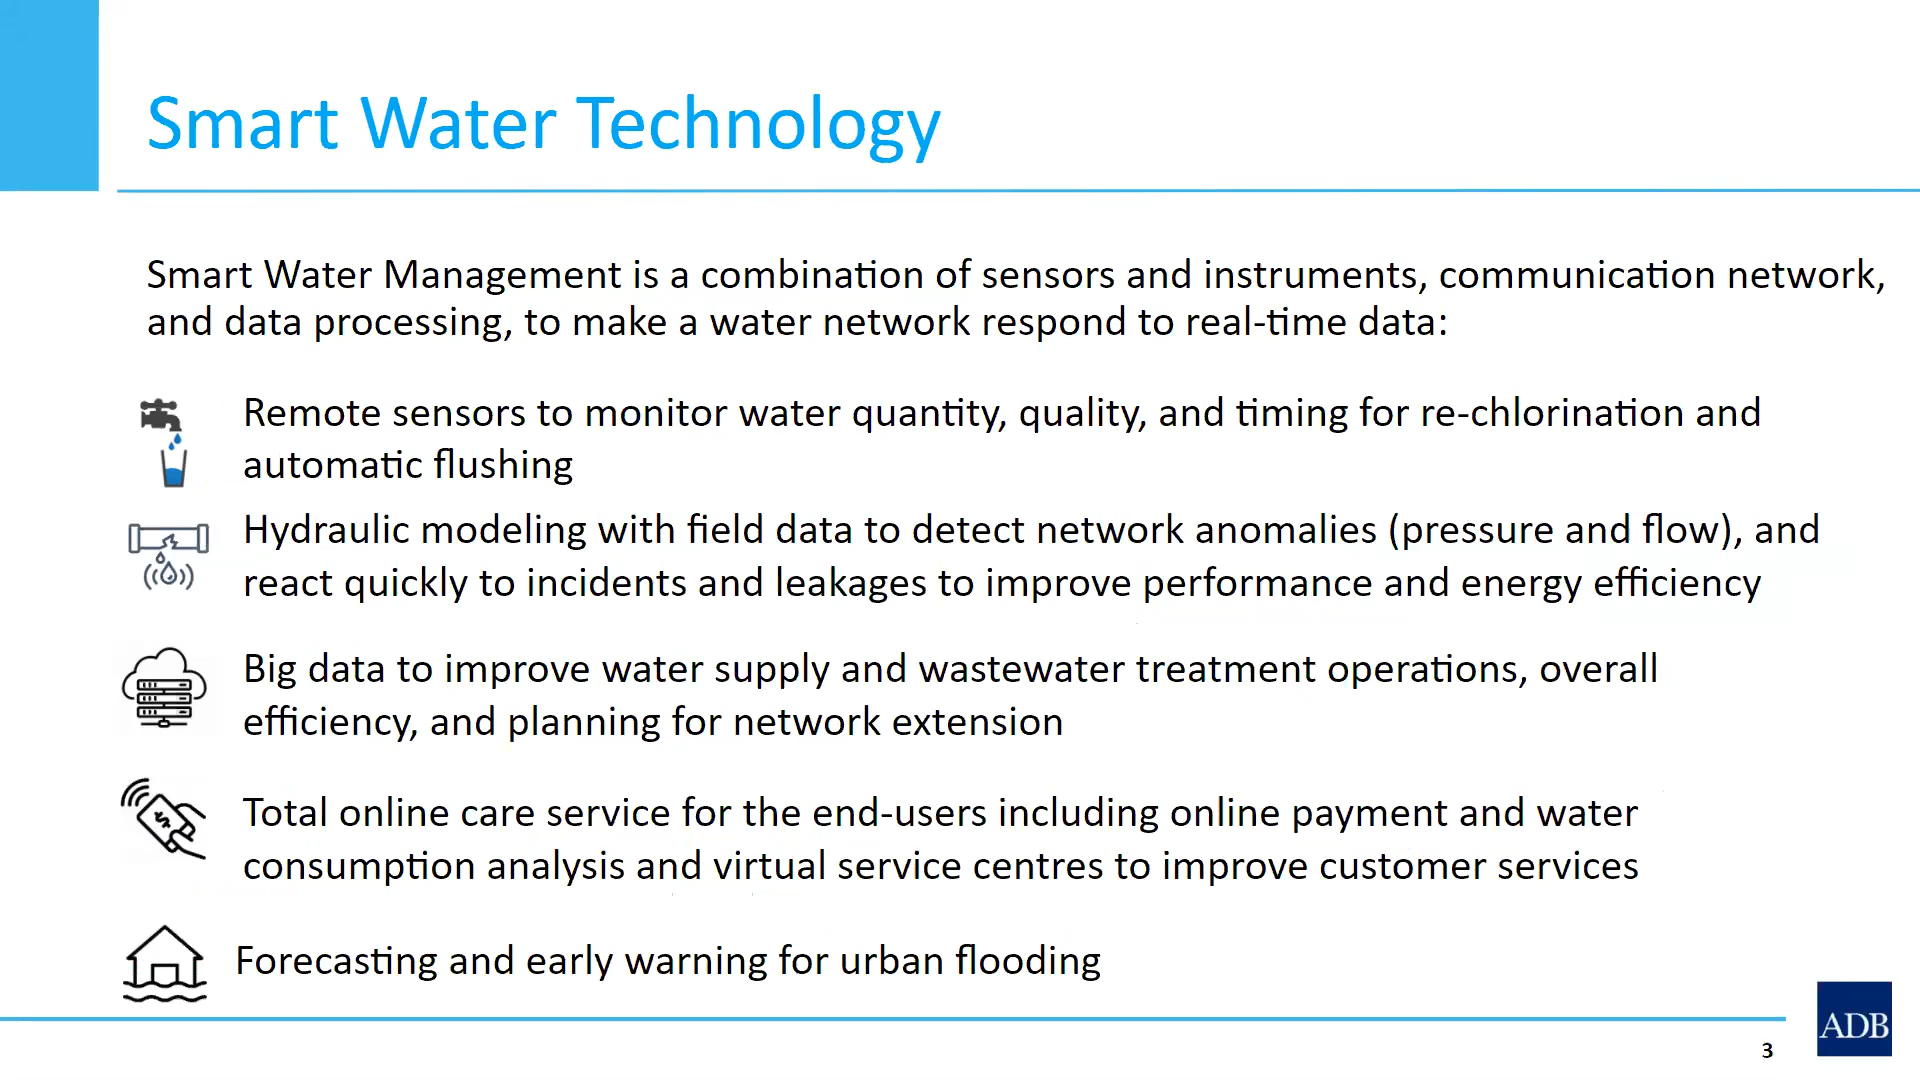 Smart Water Technology
Smart Water Management is a combination of sensors and instruments, communication network,
and data processing, to make a water network respond to real-time data:
Remote sensors to monitor water quantity, quality, and timing for re-chlorination and
automatic flushing
Hydraulic modeling with field data to detect network anomalies (pressure and flow), and
react quickly to incidents and leakages to improve performance and energy efficiency
Big data to improve water supply and wastewater treatment operations, overall
efficiency, and planning for network extension
Total online care service for the end-users including online payment and water
consumption analysis and virtual service centres to improve customer services
Forecasting and early warning for urban flooding
ADB
3